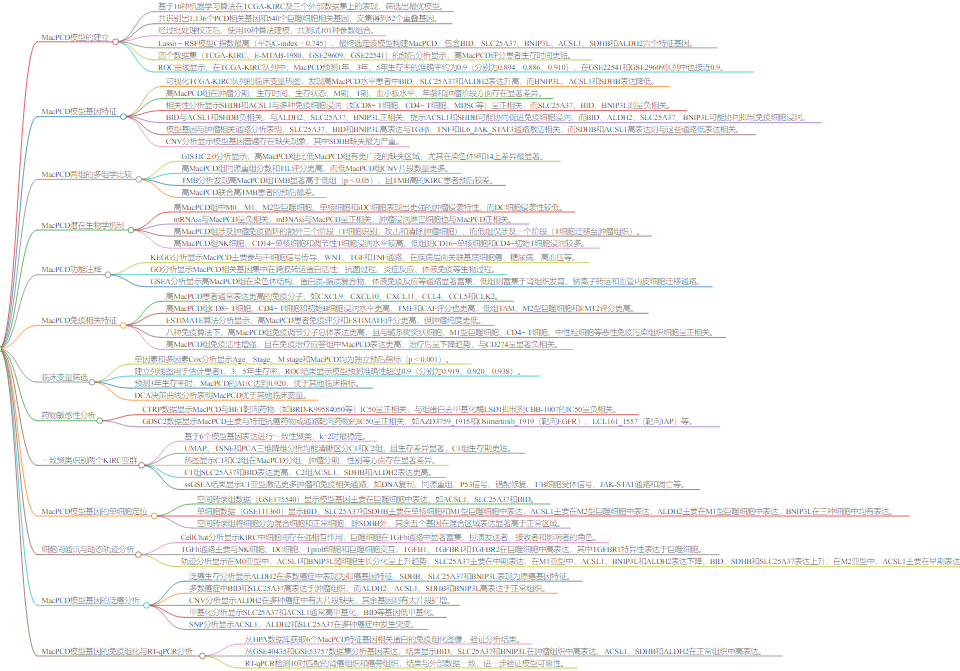 MacPCD模型的建立
基于10种机器学习算法在TCGA-KIRC及三个外部数据集上的表现，筛选出最优模型。
共识别出1,136个PCD相关基因和540个巨噬细胞相关基因，交集得到52个重叠基因。
经过批处理校正后，使用10种算法建模，共测试101种参数组合。
Lasso + RSF模型C指数最高（平均C-index = 0.745），最终选定该模型构建MacPCD，包含BID、SLC25A37、BNIP3L、ACSL1、SDHB和ALDH2六个特征基因。
四个数据集（TCGA-KIRC、E-MTAB-1980、GSE29609、GSE22541）的预后分析显示，高MacPCD评分患者生存时间更短。
ROC曲线显示，在TCGA-KIRC队列中，MacPCD预测1年、3年、5年生存率的准确率约为0.9（分别为0.894、0.886、0.910），在GSE22541和GSE29609队列中也接近0.9。
MacPCD模型基因特征
可视化TCGA-KIRC队列的临床变量热图，发现高MacPCD水平患者中BID、SLC25A37和ALDH2表达升高，而BNIP3L、ACSL1和SDHB表达降低。
高MacPCD组在肿瘤分期、生存时间、生存状态、M期、T期、血小板水平、年龄和肿瘤阶段方面存在显著差异。
相关性分析显示SHDB和ACSL1与多种免疫细胞浸润（如CD8+ T细胞、CD4+ T细胞、MDSC等）呈正相关，而SLC25A37、BID、BNIP3L则呈负相关。
BID与ACSL1和SHDB负相关，与ALDH2、SLC25A37、BNIP3L正相关，提示ACSL1和SHDB可能协同促进免疫细胞浸润，而BID、ALDH2、SLC25A37、BNIP3L可能协同抑制免疫细胞浸润。
模型基因与肿瘤相关通路分析表明，SLC25A37、BID和BNIP3L高表达与TGFβ、TNF和IL6_JAK_STAT3通路激活相关，而SDHB和ACSL1高表达则与这些通路低表达相关。
CNV分析显示模型基因普遍存在缺失现象，其中SDHB缺失最为严重。
MacPCD两组的多组学比较
GISTIC2.0分析显示，高MacPCD组比低MacPCD组有更广泛的缺失区域，尤其在染色体9和14上差异最显著。
高MacPCD组同源重组分数和TIL评分更高，而低MacPCD组CNV片段数量更多。
TMB分析发现高MacPCD组TMB显著高于低组（p < 0.05），且TMB高的KIRC患者预后较差。
高MacPCD联合高TMB患者的预后最差。
MacPCD潜在生物学机制
高MacPCD组中M0、M1、M2型巨噬细胞、单核细胞和iDC细胞表现出更强的肿瘤侵袭特性，而DC细胞侵袭性较低。
mRNAsi与MacPCD呈负相关，mDNAsi与MacPCD呈正相关，肿瘤浸润淋巴细胞也与MacPCD正相关。
高MacPCD组涉及肿瘤免疫循环的额外三个阶段（T细胞识别、攻击和清除肿瘤细胞），而低组仅涉及一个阶段（T细胞迁移至肿瘤组织）。
高MacPCD组NK细胞、CD14+单核细胞和调节性T细胞浸润水平较高，低组则CD16+单核细胞和CD4+初始T细胞浸润较多。
MacPCD功能注释
KEGG分析显示MacPCD主要参与干细胞信号传导、WNT、TGF和TNF通路，在疾病层面关联基底细胞癌、糖尿病、高血压等。
GO分析显示MacPCD相关基因集中在跨膜转运蛋白活性、抗菌过程、炎症反应、体液免疫等生物过程。
GSEA分析显示高MacPCD组在染色体结构、蛋白质-脂质复合物、体液免疫反应等通路显著富集，低组则富集于肾组织发育、钠离子转运和血管内皮细胞迁移通路。
MacPCD免疫相关特征
高MacPCD患者通常表达更高的免疫分子，如CXCL9、CXCL10、CXCL11、CCL4、CCL5和CLK2。
高MacPCD组CD8+ T细胞、CD4+ T细胞和初始B细胞浸润水平更高，TME和CAF评分也更高，低组TAM、M2型巨噬细胞和EMT2评分更高。
ESTIMATE算法分析显示，高MacPCD患者免疫评分和ESTIMATE评分更高，但肿瘤纯度更低。
八种免疫算法下，高MacPCD组免疫调节分子总体表达更高，且与髓系树突状细胞、M1型巨噬细胞、CD4+ T细胞、中性粒细胞等恶性免疫污染组织细胞呈正相关。
高MacPCD组免疫活性增强，且在免疫治疗应答组中MacPCD表达更高，治疗后呈下降趋势，与CD274呈显著负相关。
临床变量筛选
单因素和多因素Cox分析显示Age、Stage、M stage和MacPCD均为独立预后指标（p < 0.001）。
建立列线图用于估计患者1、3、5年生存率，ROC结果显示模型预测准确性超过0.9（分别为0.919、0.920、0.938）。
预测3年生存率时，MacPCD的AUC达到0.920，优于其他临床指标。
DCA决策曲线分析表明MacPCD优于其他临床变量。
药物敏感性分析
CTRP数据显示MacPCD与BET靶向药物（如BRD-K99584050等）IC50呈正相关，与组蛋白去甲基化酶LSD1抑制剂CBB-1007的IC50呈负相关。
GDSC2数据显示MacPCD主要与特定抗癌药物或通路靶向药物的IC50呈正相关，如AZD3759_1915和Osimertinib_1919（靶向EGFR）、LCL161_1557（靶向IAP）等。
一致聚类识别两个KIRC亚群
基于6个模型基因表达进行一致性聚类，k=2时最稳定。
UMAP、TSNE和PCA三维降维分析均能清晰区分C1和C2组，且生存差异显著，C1组生存期更短。
热图显示C1和C2组在MacPCD分组、肿瘤分期、性别等方面存在显著差异。
C1组SLC25A37和BID表达更高，C2组ACSL1、SDHB和ALDH2表达更高。
ssGSEA结果显示C1亚型激活更多肿瘤和免疫相关通路，如DNA复制、同源重组、P53信号、错配修复、T/B细胞受体信号、JAK-STAT通路和凋亡等。
MacPCD模型基因的单细胞定位
空间转录组数据（GSE175540）显示模型基因主要在巨噬细胞中表达，如ACSL1、SLC25A37和BID。
单细胞数据（GSE111360）显示BID、SLC25A37和SDHB主要在单核细胞和M1型巨噬细胞中表达，ACSL1主要在M2型巨噬细胞中表达，ALDH2主要在M1型巨噬细胞中表达，BNIP3L在三种细胞中均有表达。
空间转录组将细胞分为混合细胞和正常细胞，除SDHB外，其余五个基因在混合区域表达显著高于正常区域。
细胞间通讯与动态轨迹分析
CellChat分析显示KIRC中细胞间存在强相互作用，巨噬细胞在TGFb通路中显著富集，扮演发送者、接收者和影响者的角色。
TGFb通路主要与NK细胞、DC细胞、Tprolif细胞和巨噬细胞交互，TGFB1、TGFBR1和TGFBR2在巨噬细胞中高表达，其中TGFBR1特异性表达于巨噬细胞。
轨迹分析显示在M0亚型中，ACSL1和BNIP3L随细胞生长分化呈上升趋势，SLC25A37主要在中期表达，在M1亚型中，ACSL1、BNIP3L和ALDH2表达下降，BID、SDHB和SLC25A37表达上升，在M2亚型中，ACSL1主要在早期表达
MacPCD模型基因的泛癌分析
泛癌生存分析显示ALDH2在多数癌症中表现为抑癌基因特征，SDHB、SLC25A37和BNIP3L表现为原癌基因特征。
多数癌症中BID和SLC25A37高表达于肿瘤组织，而ALDH2、ACSL1、SDHB和BNIP3L高表达于正常组织。
CNV分析显示ALDH2在多种癌症中有大片段缺失，其余基因则有大片段扩增。
甲基化分析显示SLC25A37和ACSL1通常高甲基化，BID等基因低甲基化。
SNP分析显示ACSL1、ALDH2和SLC25A37在多种癌症中发生突变。
MacPCD模型基因的免疫组化与RT-qPCR分析
从HPA数据库获取6个MacPCD特征基因相关蛋白的免疫组化图像，验证分析结果。
从GSE40435和GSE53757数据集分析基因表达，结果显示BID、SLC25A37和BNIP3L在肿瘤组织中高表达，ACSL1、SDHB和ALDH2在正常组织中高表达。
RT-qPCR检测10对匹配的肾癌组织和癌旁组织，结果与外部数据一致，进一步验证模型可靠性。